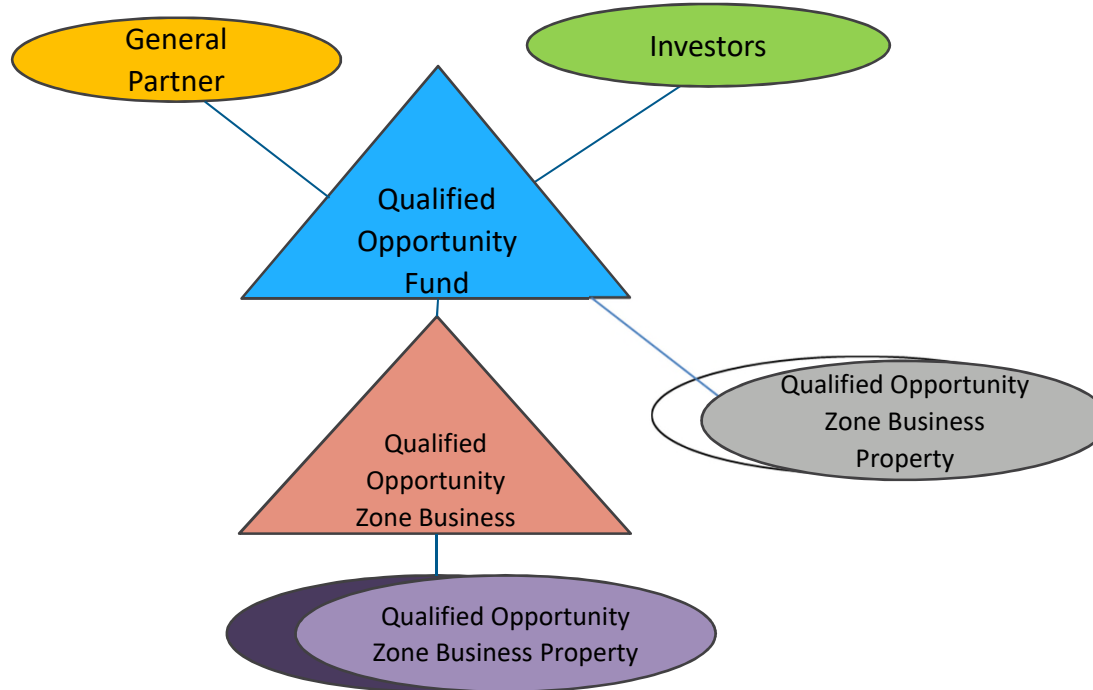 General
Partner
Investors
Qualified
Opportunity
Fund
Qualified Opportunity
Zone Business
Property
Qualified
Opportunity
Zone Business
Qualified Opportunity
Zone Business Property